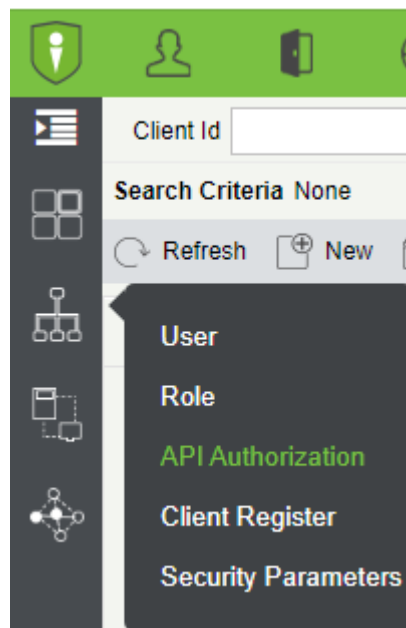 Client Id
Search Criteria None
Refresh New
User
Role
API Authorization
Client Register
Security Parameters